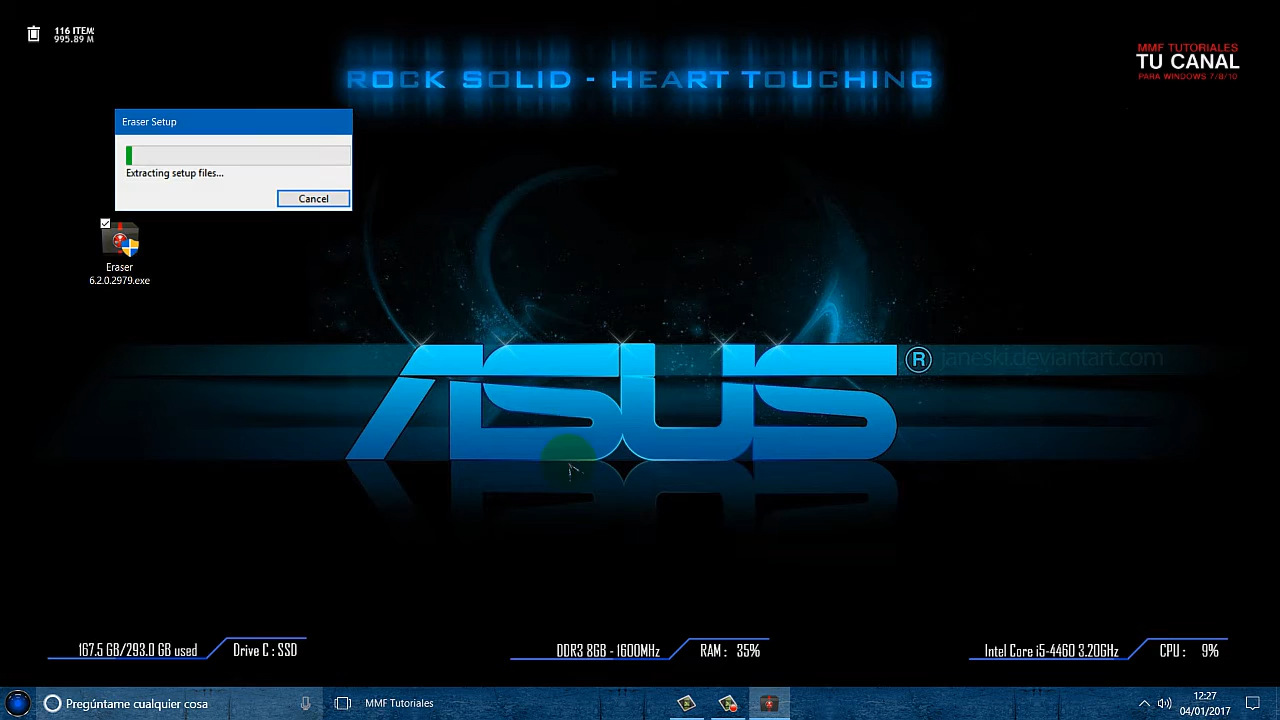 116 ITEM
995.89 M
ROCK SOLID - HEART TOUCHING
MMF TUTORIALES
TU CANAL
PARA WINDOWS 7/8/10
Eraser Setup
Extracting setup files...
Cancel
Eraser
6.2.0.2979.exe
ASUS ®
janeski.deviantart.com
167.5 GB/293.0 GB used
Drive C : SSD
DDR3 8GB - 1600MHz
RAM : 35%
Intel Core i5-4460 3.20GHz
CPU : 9%
Pregúntame cualquier cosa
MMF Tutoriales
12:27
04/01/2017